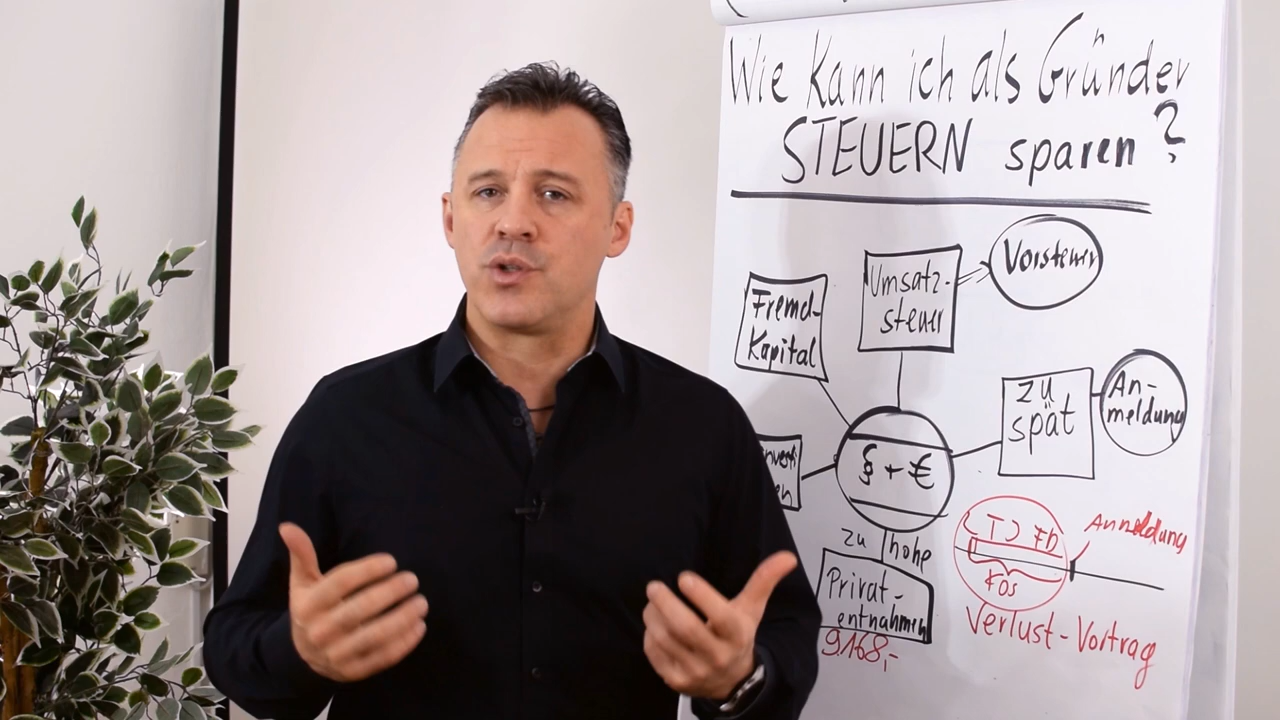 Wie kann ich als Gründer
STEUERN sparen?
Vorsteuer
Umsatz-
steuer
Fremd-
Kapital
zu
spät
An-
meldung
§ + €
zu hohe
Privat-
entnahmen
9.168,-
Anmeldung
Verlust-Vortrag